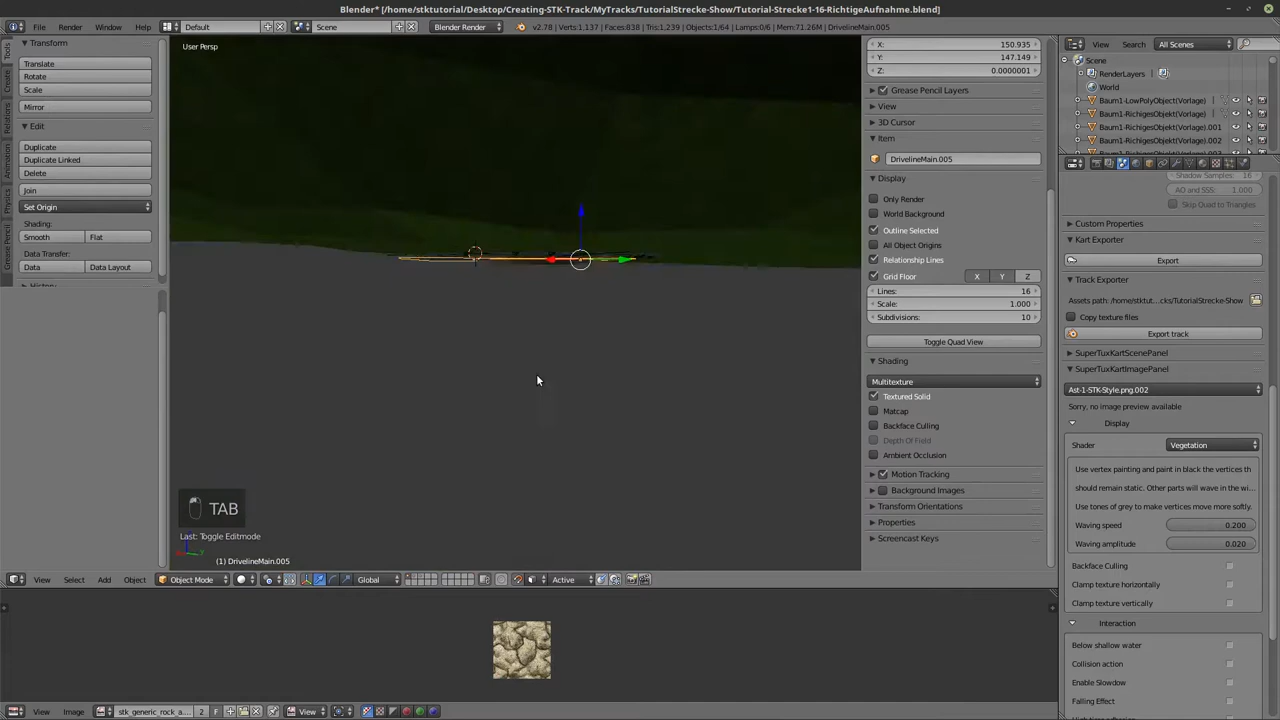 Blender* [/home/stktutorial/Desktop/Creating-STK-Track/MyTracks/TutorialStrecke-Show/Tutorial-Strecke1-16-RichtigeAufnahme.blend]
File
Render
Window
Help
Default
Scene
Blender Render
v2.78 | Verts:1,137 | Faces:838 | Tris:1,239 | Objects:1/64 | Lamps:0/6 | Mem:71.26M | DrivelineMain.005
View
Search
All Scenes
Transform
Translate
Rotate
Scale
Mirror
Edit
Duplicate
Duplicate Linked
Delete
Join
Set Origin
Shading:
Smooth
Flat
Data Transfer:
Data
Data Layout
Tools
Create
Relations
Animation
Physics
Grease Pencil
User Persp
TAB
Last: Toggle Editmode
(1) DrivelineMain.005
X: 150.935
Y: 147.149
Z: 0.0000001
Grease Pencil Layers
View
3D Cursor
Item
DrivelineMain.005
Display
Only Render
World Background
Outline Selected
All Object Origins
Relationship Lines
Grid Floor
X
Y
Z
Lines: 16
Scale: 1.000
Subdivisions: 10
Toggle Quad View
Shading
Multitexture
Textured Solid
Matcap
Backface Culling
Depth Of Field
Ambient Occlusion
Motion Tracking
Background Images
Transform Orientations
Properties
Screencast Keys
Scene
RenderLayers
World
Baum1-LowPolyObject(Vorlage)
Baum1-RichigesObjekt(Vorlage)
Baum1-RichigesObjekt(Vorlage).001
Baum1-RichigesObjekt(Vorlage).002
Shadow Samples: 16
AO and SSS: 1.000
Skip Quad to Triangles
Custom Properties
Kart Exporter
Export
Track Exporter
Assets path: /home/stktut...cks/TutorialStrecke-Show
Copy texture files
Export track
SuperTuxKartScenePanel
SuperTuxKartImagePanel
Ast-1-STK-Style.png.002
Sorry, no image preview available
Display
Shader
Vegetation
Use vertex painting and paint in black the vertices th
should remain static. Other parts will wave in the wi...
Use tones of grey to make vertices move more softly.
Waving speed 0.200
Waving amplitude 0.020
Backface Culling
Clamp texture horizontally
Clamp texture vertically
Interaction
Below shallow water
Collision action
Enable Slowdow
Falling Effect
View
Select
Add
Object
Object Mode
Global
Active
View
Image
stk_generic_rock_a...
2
F
View